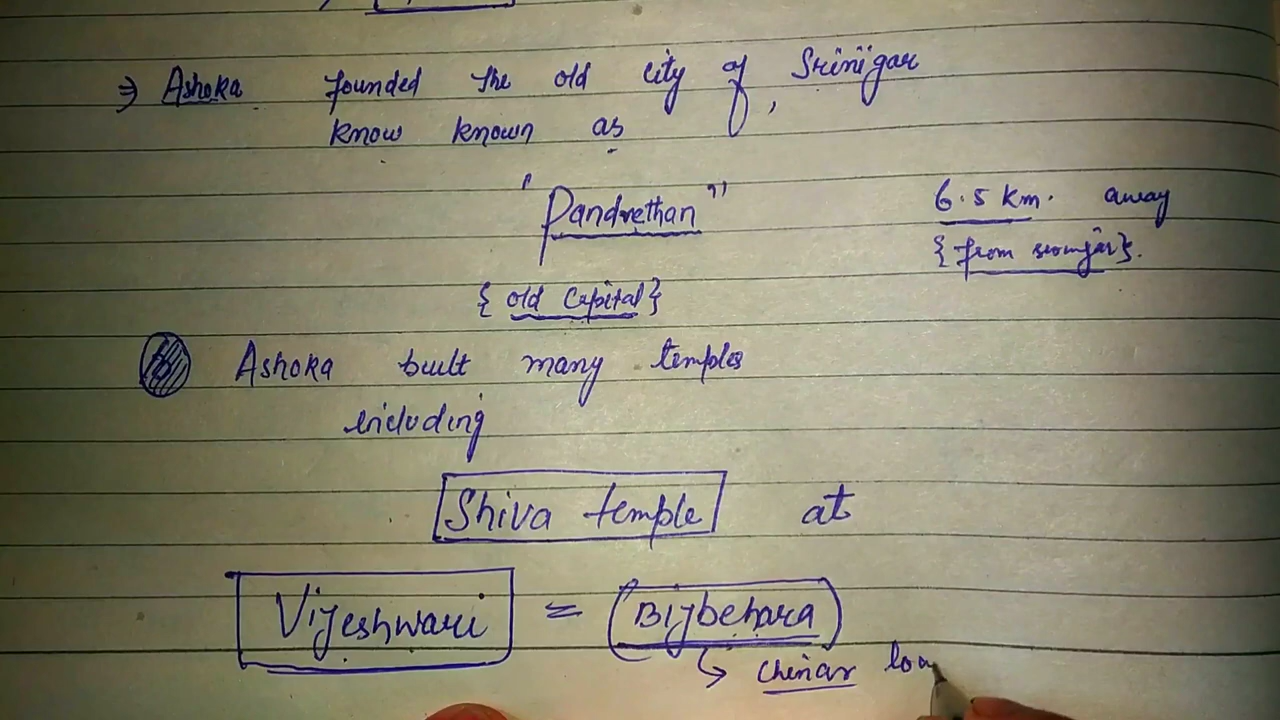 ⇒ Ashoka founded the old city of Srinigar,
know known as
"Pandrethan"
6.5 km. away
{from
{old Capital}
Ashoka built many temples
including
Shiva temple at
Vijeshwari = (Bijbehara)
↳ chinar